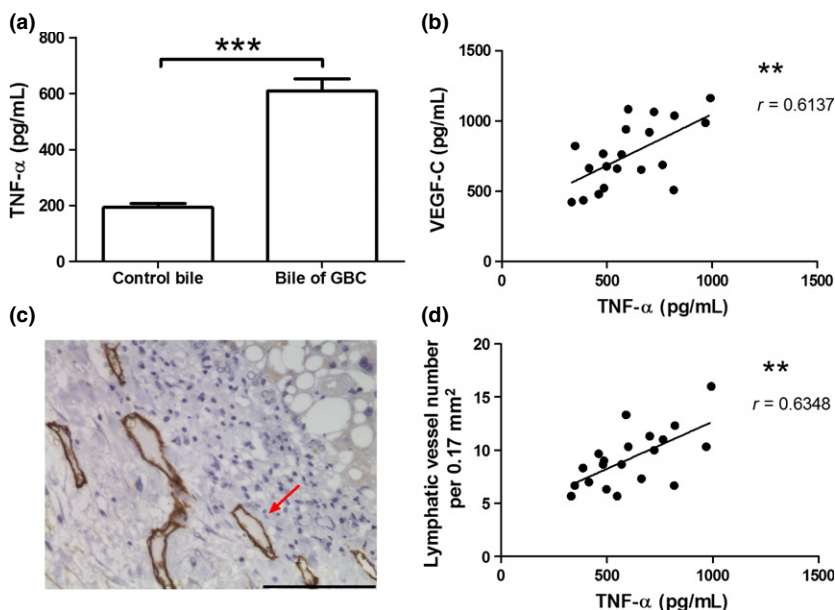 (a)
800
600
400
200
0
TNF-α (pg/mL)
***
Control bile
Bile of GBC
(b)
1500
1000
500
0
VEGF-C (pg/mL)
**
r = 0.6137
0
500
1000
1500
TNF-α (pg/mL)
(c)
(d)
20
15
10
5
0
Lymphatic vessel number
per 0.17 mm²
**
r = 0.6348
0
500
1000
1500
TNF-α (pg/mL)